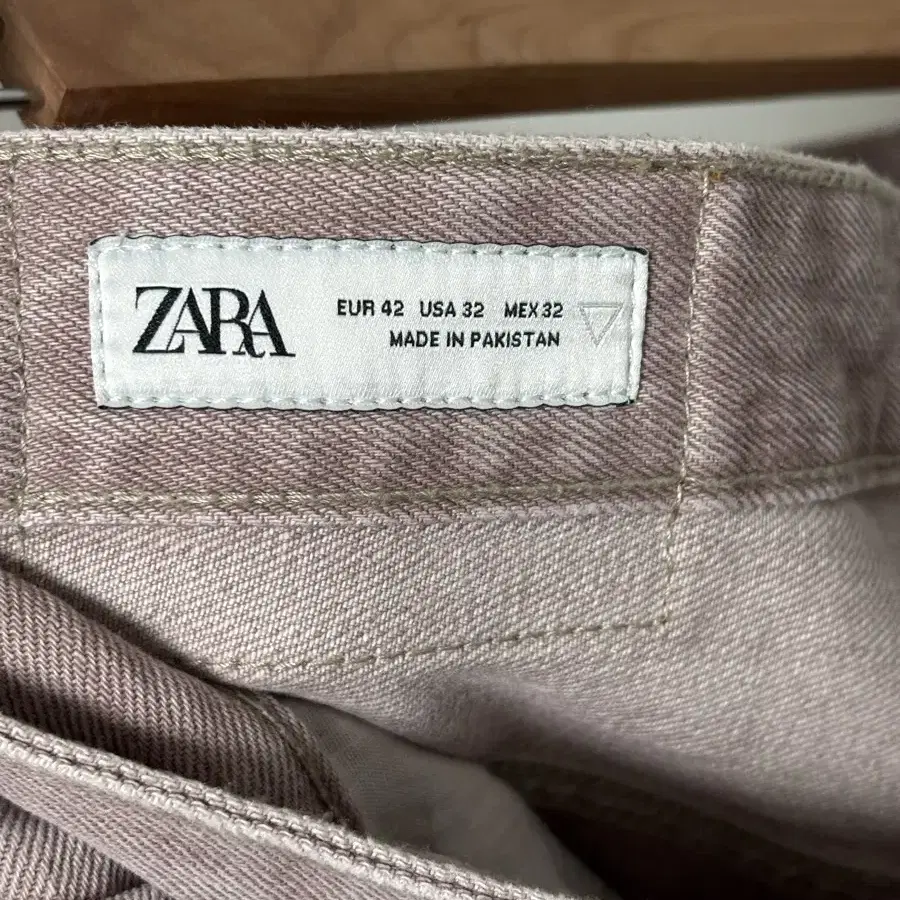 ZARA
EUR 42 USA 32 MEX 32
MADE IN PAKISTAN